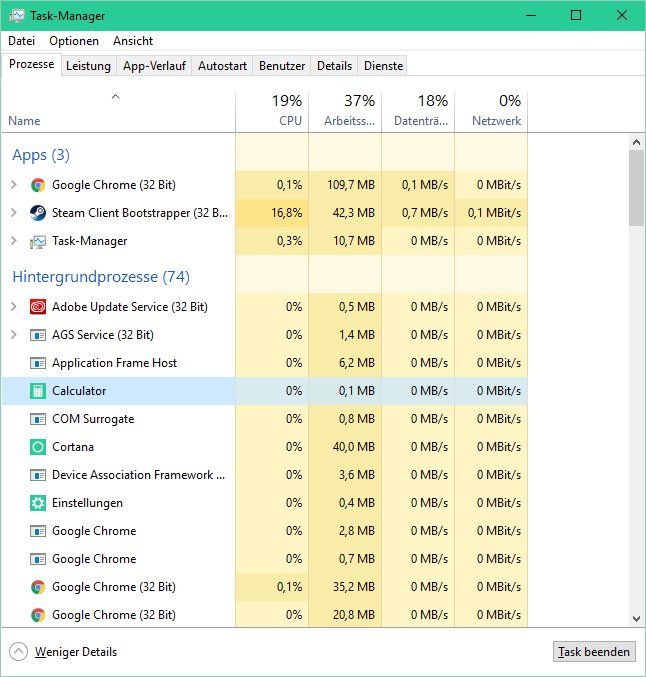 Task-Manager
Datei Optionen Ansicht
Prozesse Leistung App-Verlauf Autostart Benutzer Details Dienste
19% 37% 18% 0%
Name CPU Arbeitss... Datenträ... Netzwerk
Apps (3)
Google Chrome (32 Bit) 0,1% 109,7 MB 0,1 MB/s 0 MBit/s
Steam Client Bootstrapper (32 B... 16,8% 42,3 MB 0,7 MB/s 0,1 MBit/s
Task-Manager 0,3% 10,7 MB 0 MB/s 0 MBit/s
Hintergrundprozesse (74)
Adobe Update Service (32 Bit) 0% 0,5 MB 0 MB/s 0 MBit/s
AGS Service (32 Bit) 0% 1,4 MB 0 MB/s 0 MBit/s
Application Frame Host 0% 6,2 MB 0 MB/s 0 MBit/s
Calculator 0% 0,1 MB 0 MB/s 0 MBit/s
COM Surrogate 0% 0,8 MB 0 MB/s 0 MBit/s
Cortana 0% 40,0 MB 0 MB/s 0 MBit/s
Device Association Framework ... 0% 3,6 MB 0 MB/s 0 MBit/s
Einstellungen 0% 0,4 MB 0 MB/s 0 MBit/s
Google Chrome 0% 2,8 MB 0 MB/s 0 MBit/s
Google Chrome 0% 0,7 MB 0 MB/s 0 MBit/s
Google Chrome (32 Bit) 0,1% 35,2 MB 0 MB/s 0 MBit/s
Google Chrome (32 Bit) 0% 20,8 MB 0 MB/s 0 MBit/s
Weniger Details Task beenden